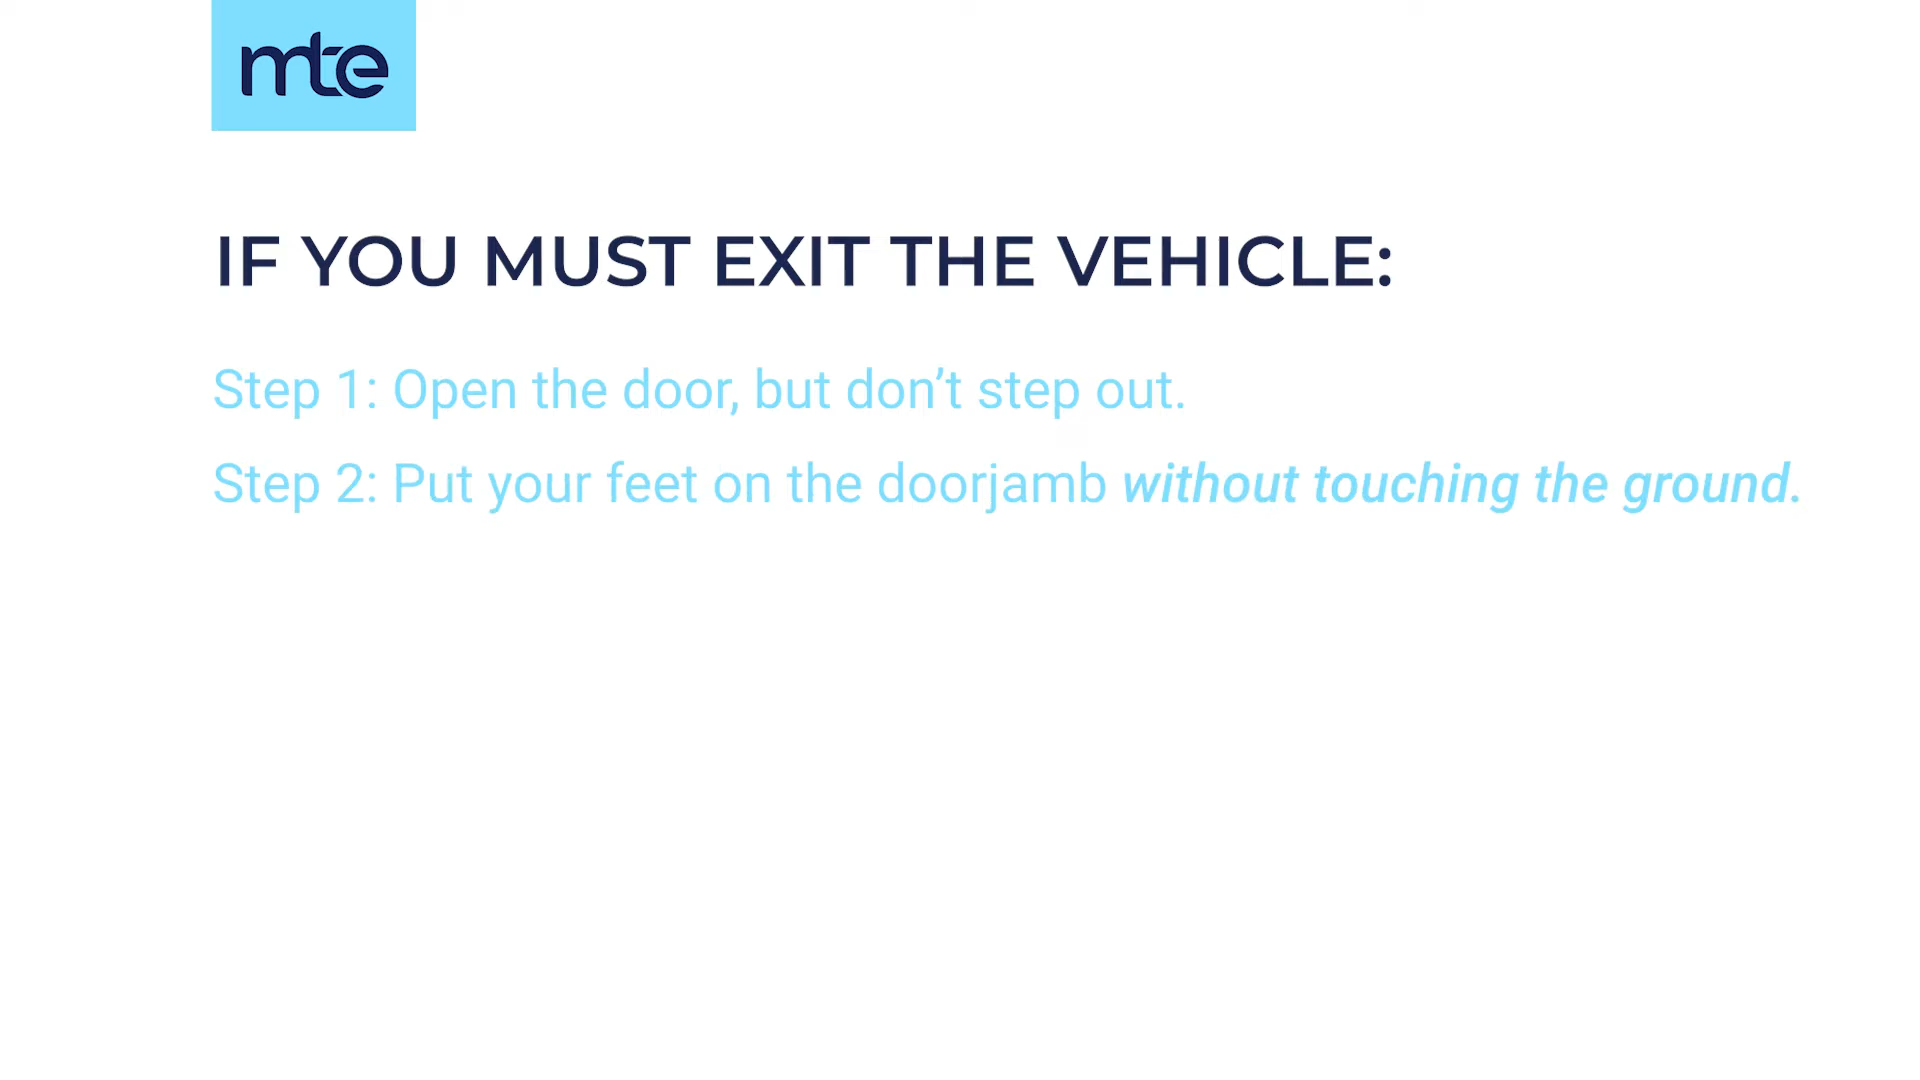 mte
IF YOU MUST EXIT THE VEHICLE:
Step 1: Open the door, but don’t step out.
Step 2: Put your feet on the doorjamb without touching the ground.